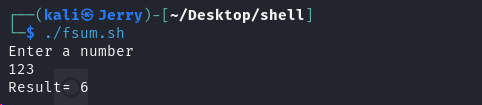 ┌──(kali㉿Jerry)-[~/Desktop/shell]
└─$ ./fsum.sh
Enter a number
123
Result= 6